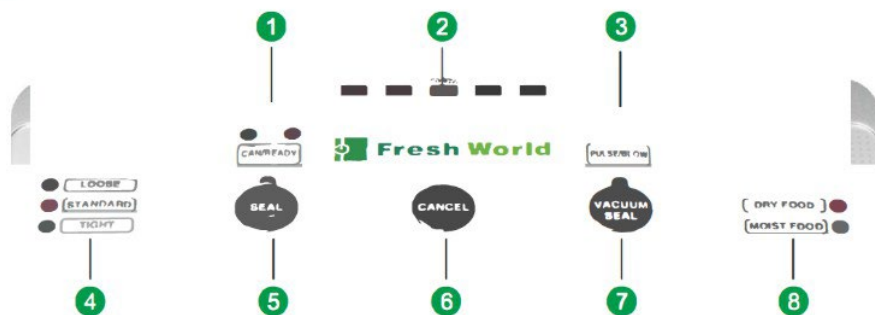 1
2
3
CAN/READY
Fresh World
PULSE/BLOW
LOOSE
STANDARD
TIGHT
SEAL
CANCEL
VACUUM
SEAL
DRY FOOD
MOIST FOOD
4
5
6
7
8